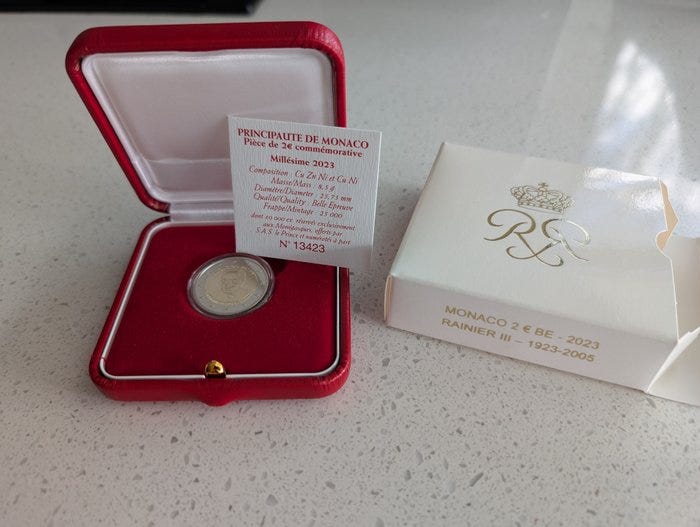 PRINCIPAUTE DE MONACO
Pièce de 2€ commémorative
Millésime 2023
Composition : Cu Zn Ni et Cu Ni
Masse/Mass : 8,5 g
Diamètre/Diameter : 25,75 mm
Qualité/Quality : Belle Epreuve
Frappe/Mintage : 25 000
dont 10 000 ex. réservés exclusivement
aux Monégasques, offerts par
S.A.S. le Prince et numérotés à part
N° 13423
MONACO 2 € BE - 2023
RAINIER III – 1923-2005